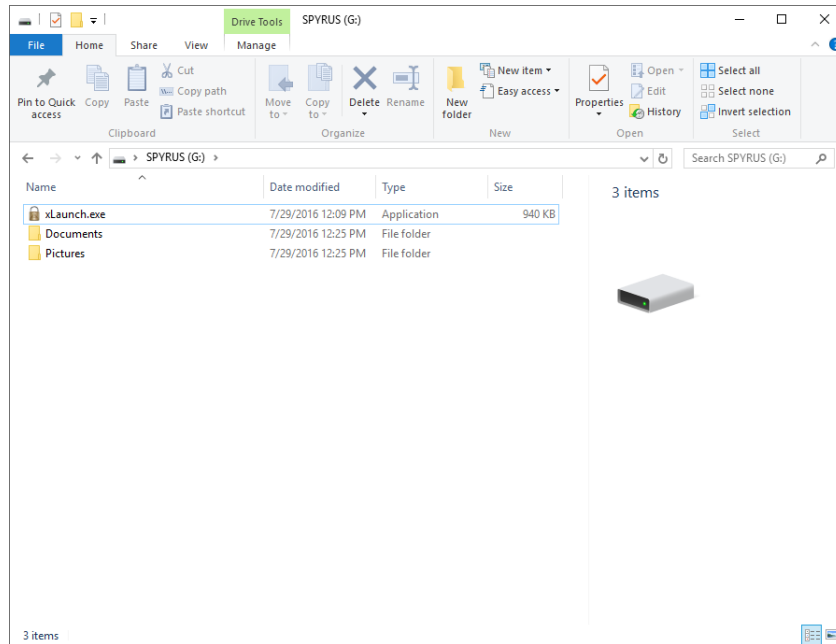 Drive Tools SPYRUS (G:)
File Home Share View Manage
Pin to Quick access
Copy
Paste
Cut
Copy path
Paste shortcut
Clipboard
Move to
Copy to
Delete
Rename
Organize
New folder
New item
Easy access
New
Properties
Open
Edit
History
Open
Select all
Select none
Invert selection
Select
SPYRUS (G:)
Search SPYRUS (G:)
Name Date modified Type Size
xLaunch.exe 7/29/2016 12:09 PM Application 940 KB
Documents 7/29/2016 12:25 PM File folder
Pictures 7/29/2016 12:25 PM File folder
3 items
3 items